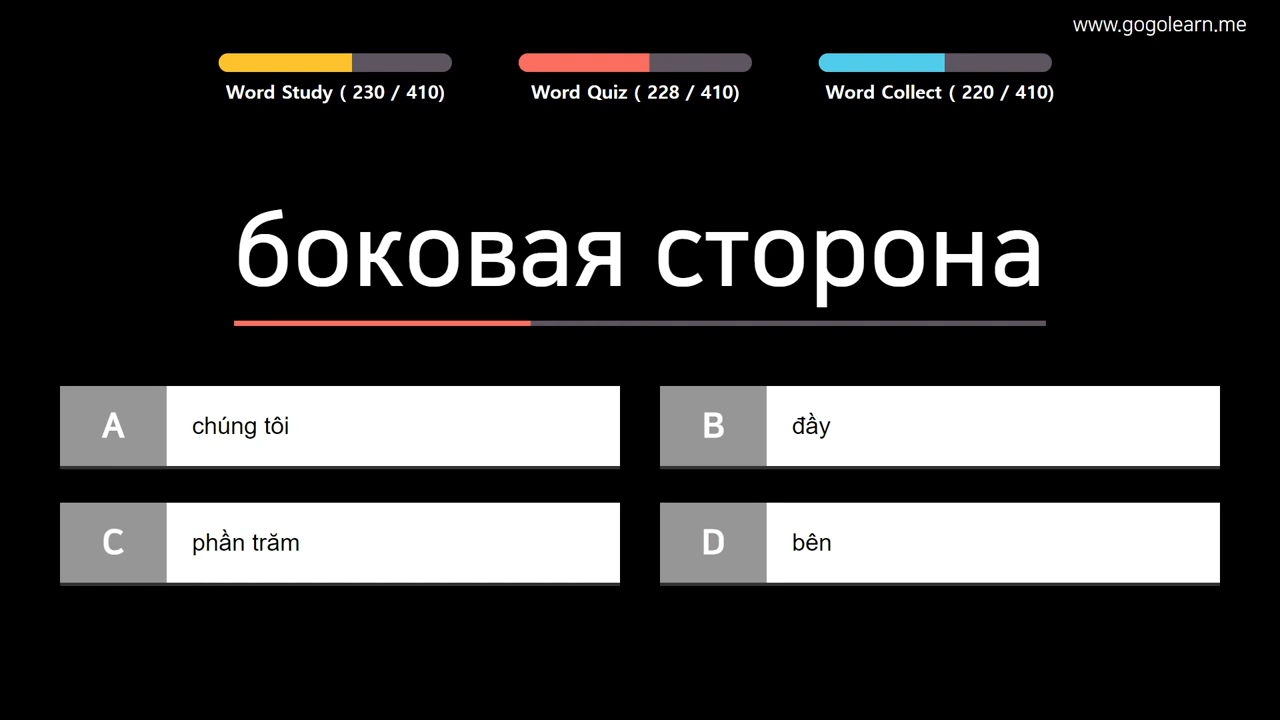 www.gogolearn.me
Word Study ( 230 / 410)
Word Quiz ( 228 / 410)
Word Collect ( 220 / 410)
боковая сторона
A chúng tôi
B đầy
C phần trăm
D bên